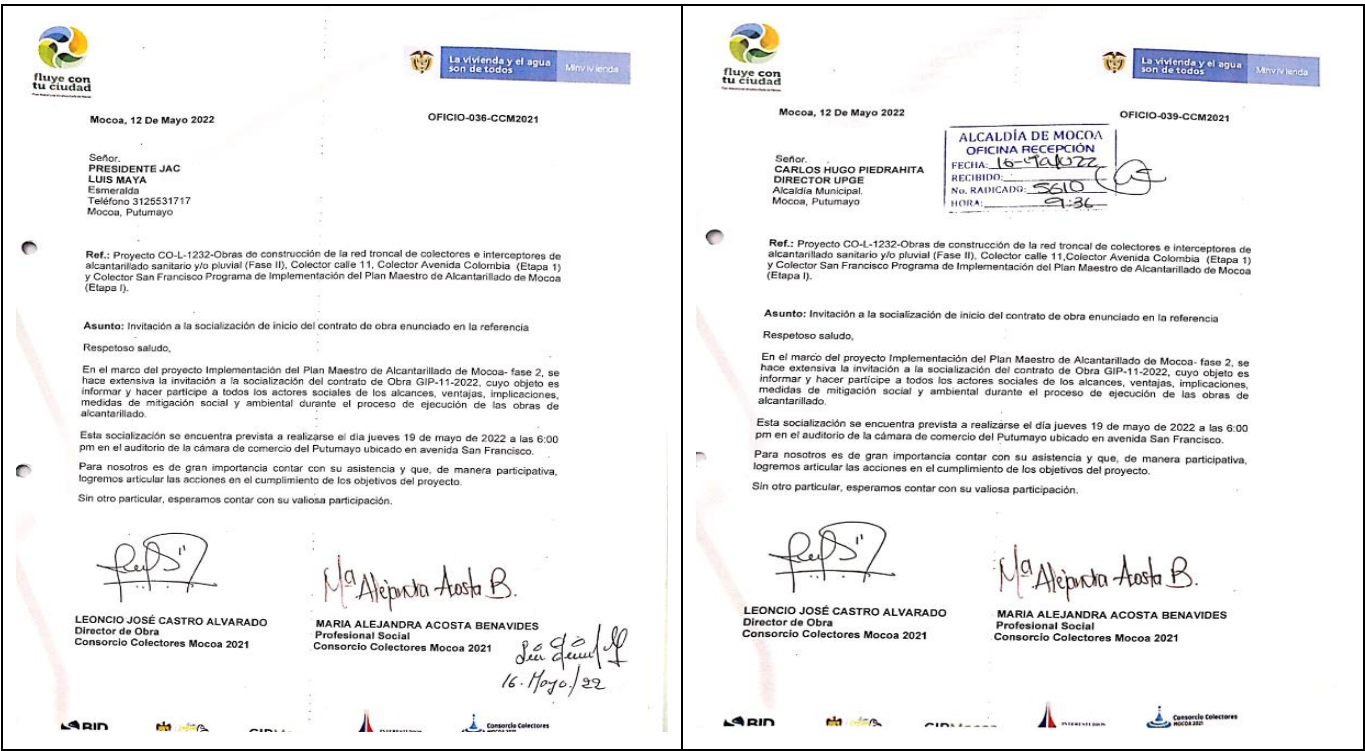 fluye con
tu ciudad
La vivienda y el agua
son de todos
Minvivienda
Mocoa, 12 De Mayo 2022
OFICIO-036-CCM2021
Señor.
PRESIDENTE JAC
LUIS MAYA
Esmeralda
Teléfono 3125531717
Mocoa, Putumayo
Ref.: Proyecto CO-L-1232-Obras de construcción de la red troncal de colectores e interceptores de
alcantarillado sanitario y/o pluvial (Fase II), Colector calle 11, Colector Avenida Colombia (Etapa 1)
y Colector San Francisco Programa de Implementación del Plan Maestro de Alcantarillado de Mocoa
(Etapa I).
Asunto: Invitación a la socialización de inicio del contrato de obra enunciado en la referencia
Respetoso saludo,
En el marco del proyecto Implementación del Plan Maestro de Alcantarillado de Mocoa- fase 2, se
hace extensiva la invitación a la socialización del contrato de Obra GIP-11-2022, cuyo objeto es
informar y hacer partícipe a todos los actores sociales de los alcances, ventajas, implicaciones,
medidas de mitigación social y ambiental durante el proceso de ejecución de las obras de
alcantarillado.
Esta socialización se encuentra prevista a realizarse el día jueves 19 de mayo de 2022 a las 6:00
pm en el auditorio de la cámara de comercio del Putumayo ubicado en avenida San Francisco.
Para nosotros es de gran importancia contar con su asistencia y que, de manera participativa,
logremos articular las acciones en el cumplimiento de los objetivos del proyecto.
Sin otro particular, esperamos contar con su valiosa participación.
Mª Alejandra Acosta B.
LEONCIO JOSÉ CASTRO ALVARADO
Director de Obra
Consorcio Colectores Mocoa 2021
MARIA ALEJANDRA ACOSTA BENAVIDES
Profesional Social
Consorcio Colectores Mocoa 2021
16. Mayo/22
BID
Consorcio Colectores
MOCOA 2021
fluye con
tu ciudad
La vivienda y el agua
son de todos
Minvivienda
Mocoa, 12 De Mayo 2022
OFICIO-039-CCM2021
ALCALDÍA DE MOCOA
OFICINA RECEPCIÓN
FECHA: 16-Mayo/22
RECIBIDO:
No. RADICADO: 5610
HORA: 9:36
Señor.
CARLOS HUGO PIEDRAHITA
DIRECTOR UPGE
Alcaldía Municipal.
Mocoa, Putumayo
Ref.: Proyecto CO-L-1232-Obras de construcción de la red troncal de colectores e interceptores de
alcantarillado sanitario y/o pluvial (Fase II), Colector calle 11,Colector Avenida Colombia (Etapa 1)
y Colector San Francisco Programa de Implementación del Plan Maestro de Alcantarillado de Mocoa
(Etapa I).
Asunto: Invitación a la socialización de inicio del contrato de obra enunciado en la referencia
Respetoso saludo,
En el marco del proyecto Implementación del Plan Maestro de Alcantarillado de Mocoa- fase 2, se
hace extensiva la invitación a la socialización del contrato de Obra GIP-11-2022, cuyo objeto es
informar y hacer partícipe a todos los actores sociales de los alcances, ventajas, implicaciones,
medidas de mitigación social y ambiental durante el proceso de ejecución de las obras de
alcantarillado.
Esta socialización se encuentra prevista a realizarse el día jueves 19 de mayo de 2022 a las 6:00
pm en el auditorio de la cámara de comercio del Putumayo ubicado en avenida San Francisco.
Para nosotros es de gran importancia contar con su asistencia y que, de manera participativa,
logremos articular las acciones en el cumplimiento de los objetivos del proyecto.
Sin otro particular, esperamos contar con su valiosa participación.
Mª Alejandra Acosta B.
LEONCIO JOSÉ CASTRO ALVARADO
Director de Obra
Consorcio Colectores Mocoa 2021
MARIA ALEJANDRA ACOSTA BENAVIDES
Profesional Social
Consorcio Colectores Mocoa 2021
BID
Consorcio Colectores
MOCOA 2021